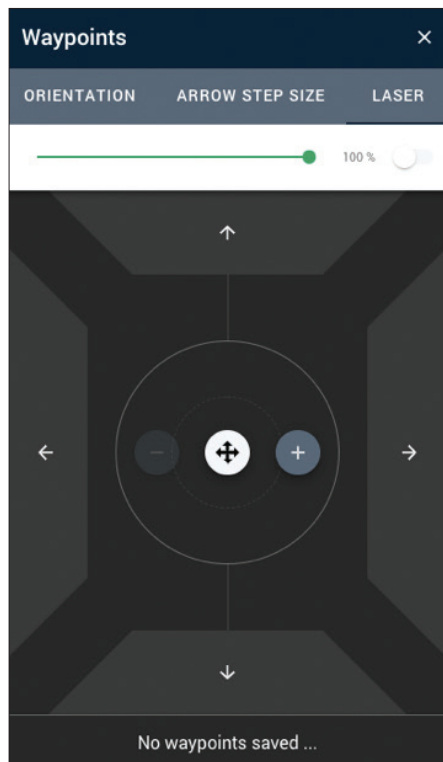 Waypoints
ORIENTATION ARROW STEP SIZE LASER
100 %
No waypoints saved ...